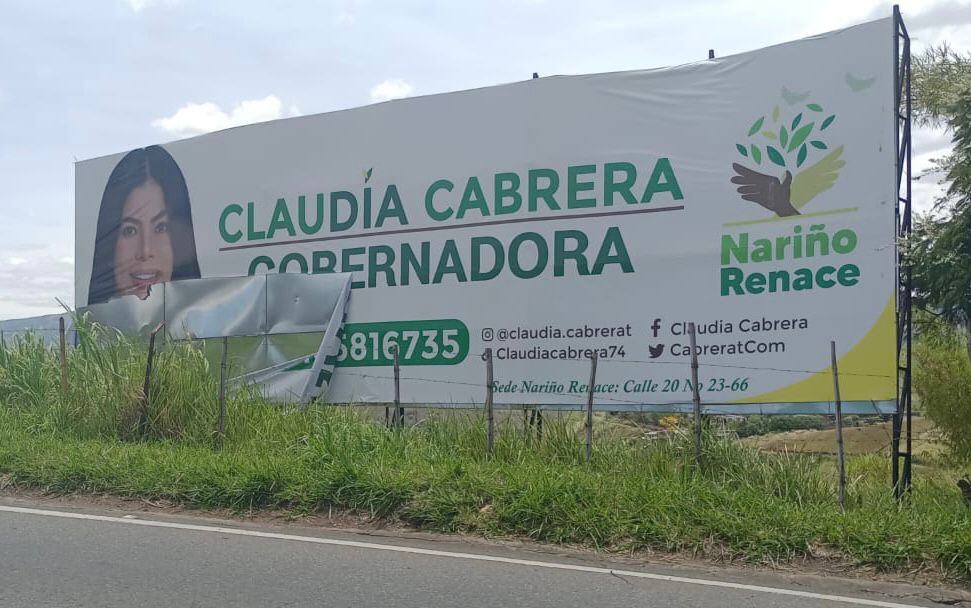 CLAUDÍA CABRERA
GOBERNADORA
Nariño
Renace
5816735
@claudia.cabrerat
Claudiacabrera74
Claudia Cabrera
CabreratCom
Sede Nariño Renace: Calle 20 No 23-66